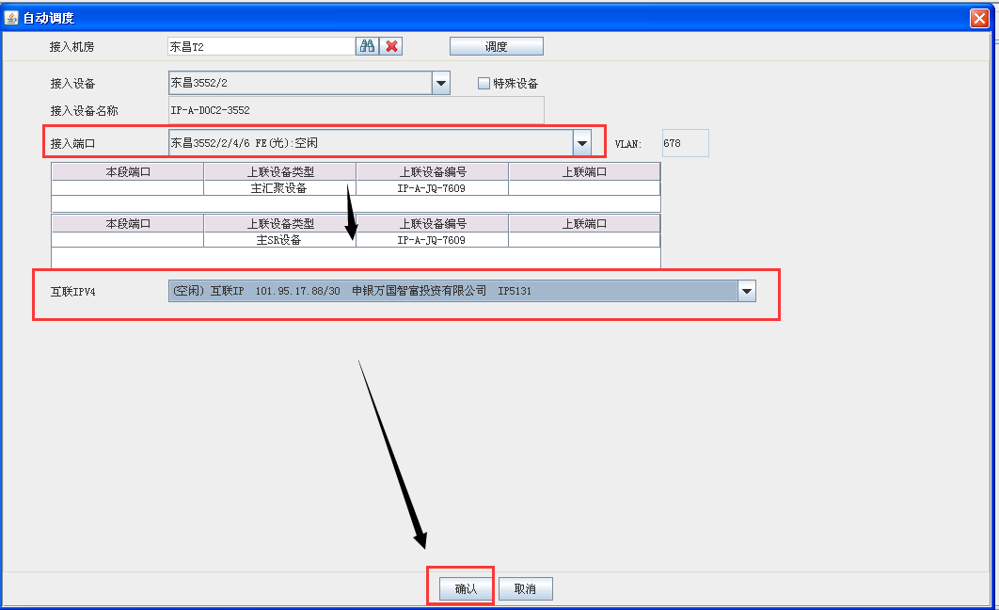 自动调度
接入机房 东昌T2 调度
接入设备 东昌3552/2 特殊设备
接入设备名称 IP-A-DOC2-3552
接入端口 东昌3552/2/4/6 FE(光):空闲 VLAN: 678
本段端口 上联设备类型 上联设备编号 上联端口
主汇聚设备 IP-A-JQ-7609
本段端口 上联设备类型 上联设备编号 上联端口
主SR设备 IP-A-JQ-7609
互联IPV4 (空闲) 互联IP 101.95.17.88/30 申银万国智富投资有限公司 IP5131
确认 取消